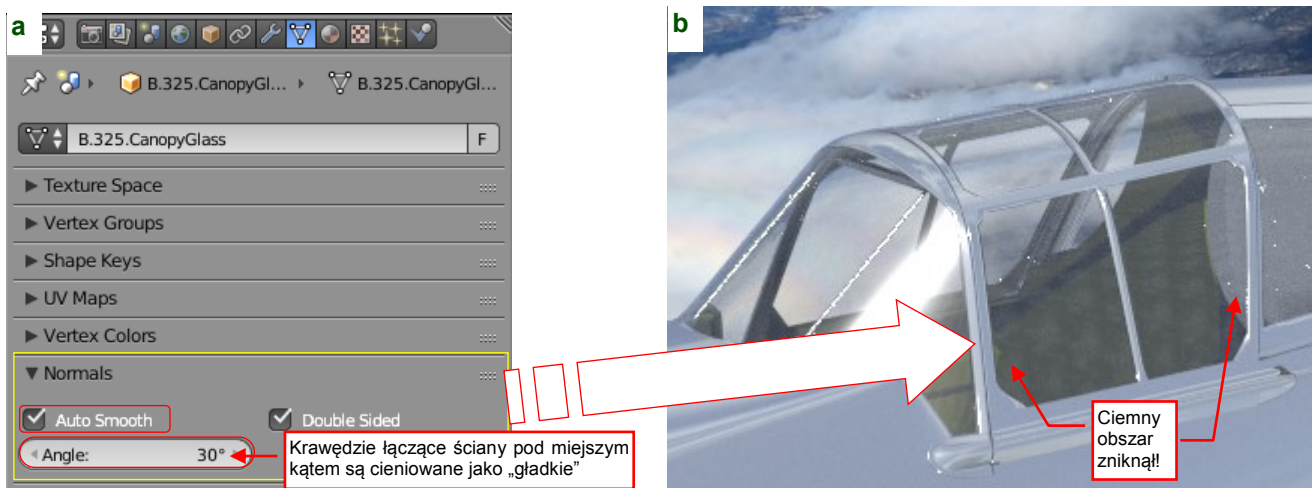 a
B.325.CanopyGl... B.325.CanopyGl...
B.325.CanopyGlass F
Texture Space
Vertex Groups
Shape Keys
UV Maps
Vertex Colors
Normals
Auto Smooth Double Sided
Angle: 30°
Krawędzie łączące ściany pod miejszym
kątem są cieniowane jako „gładkie”
b
Ciemny
obszar
zniknął!